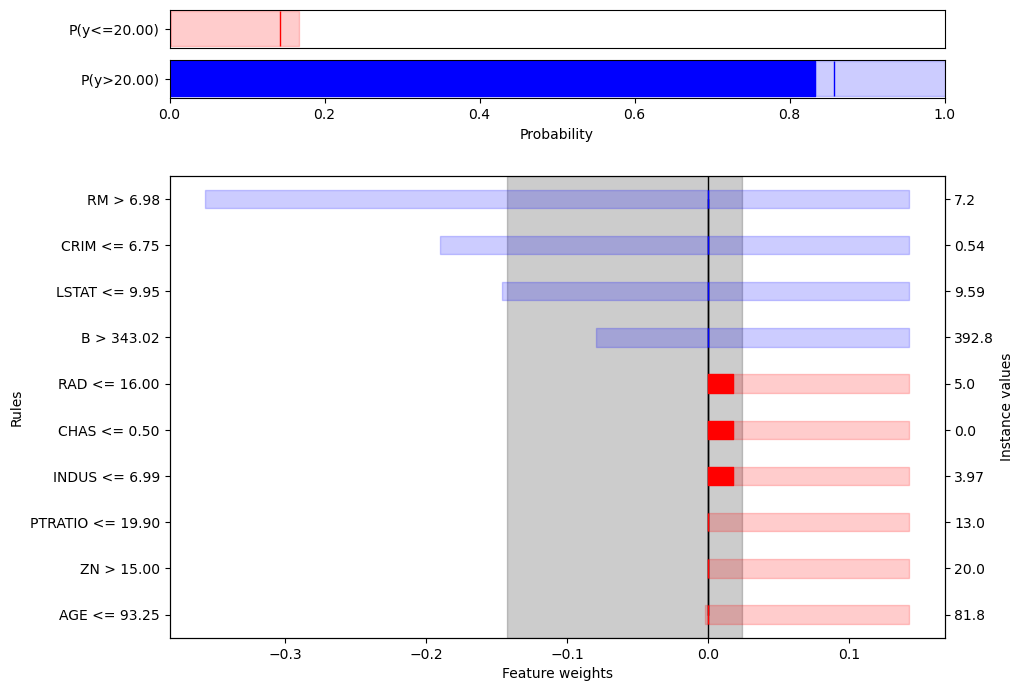 P(y<=20.00)
P(y>20.00)
0.0 0.2 0.4 0.6 0.8 1.0
Probability
RM > 6.98 7.2
CRIM <= 6.75 0.54
LSTAT <= 9.95 9.59
B > 343.02 392.8
RAD <= 16.00 5.0
CHAS <= 0.50 0.0
INDUS <= 6.99 3.97
PTRATIO <= 19.90 13.0
ZN > 15.00 20.0
AGE <= 93.25 81.8
Rules
Instance values
−0.3 −0.2 −0.1 0.0 0.1
Feature weights